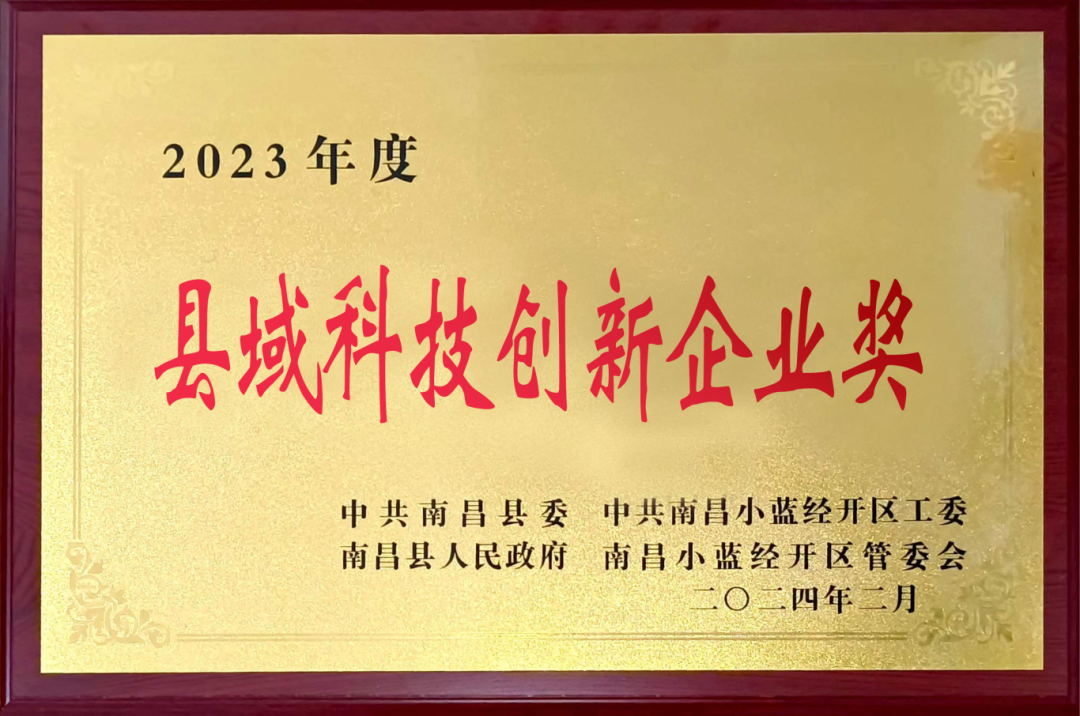 2023年度
县域科技创新企业奖
中共南昌县委 中共南昌小蓝经开区工委
南昌县人民政府 南昌小蓝经开区管委会
二〇二四年二月